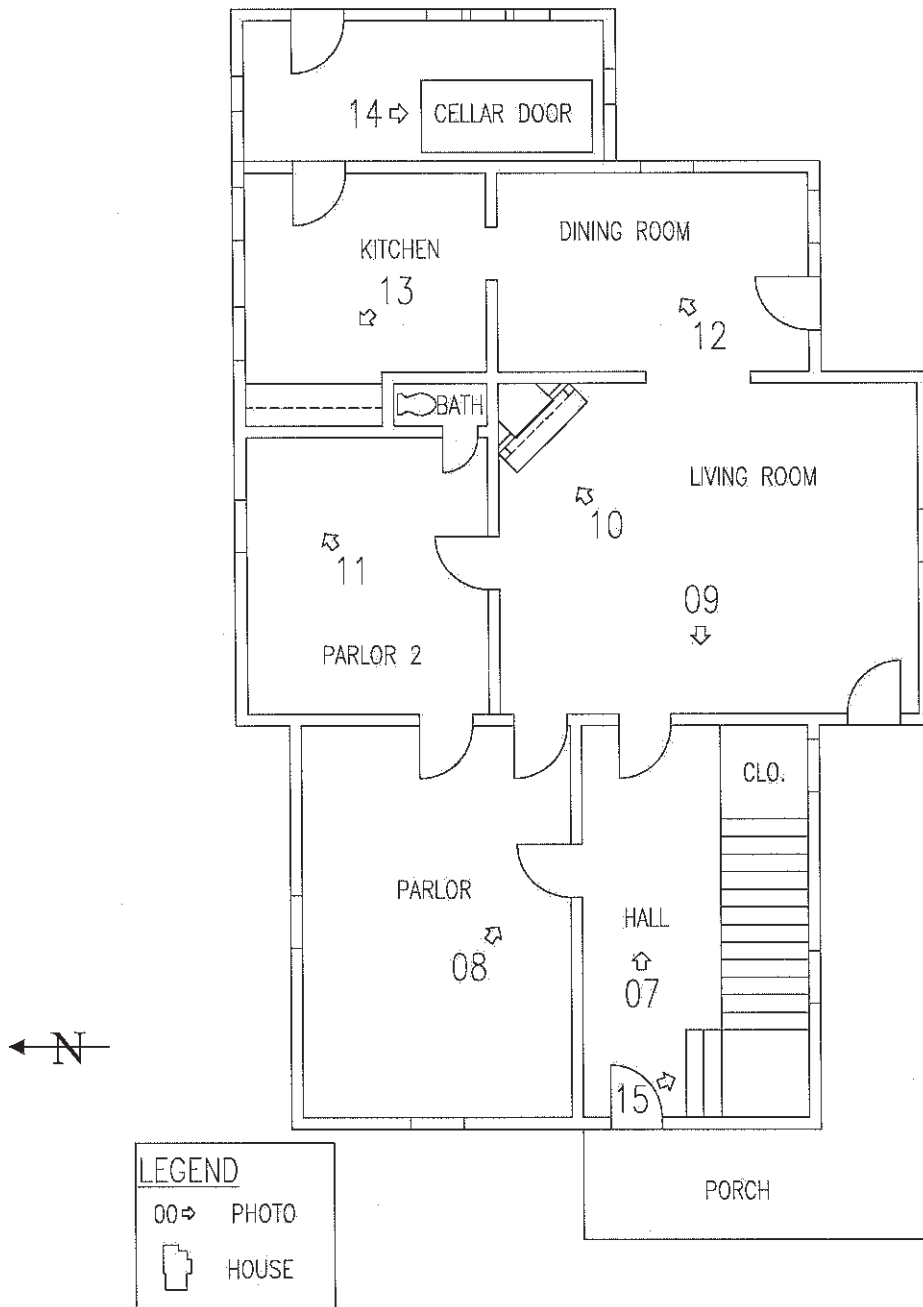 14 CELLAR DOOR
DINING ROOM
KITCHEN
13
12
BATH
LIVING ROOM
10
11
09
PARLOR 2
CLO.
PARLOR
HALL
08
07
N
15
LEGEND
PORCH
00 PHOTO
HOUSE